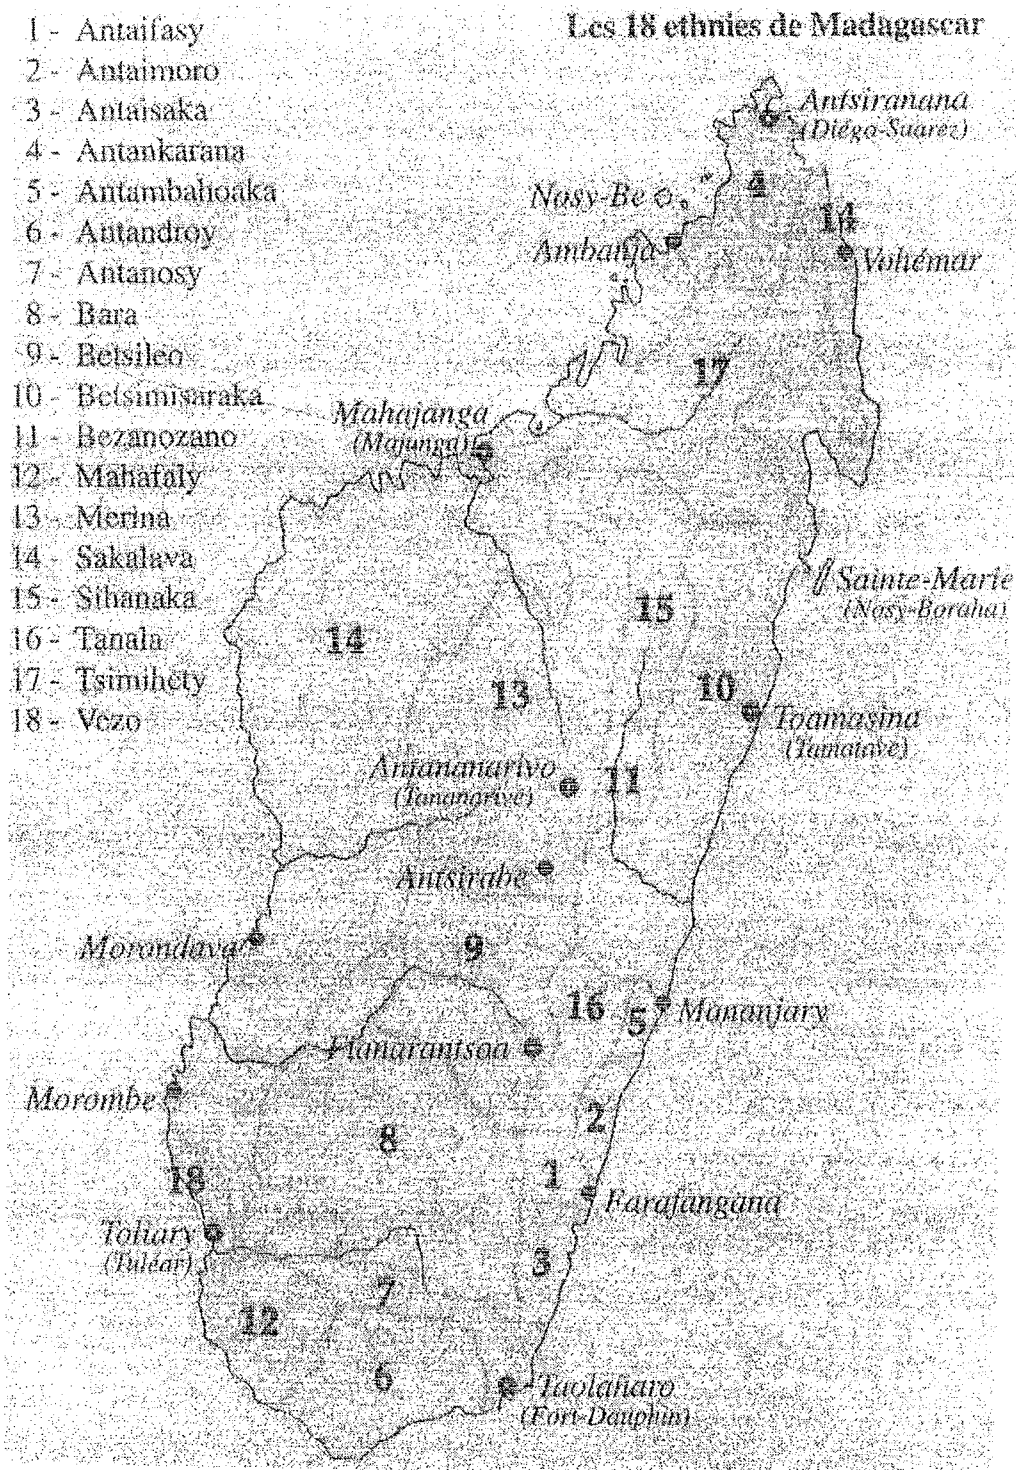 Les 18 ethnies de Madagascar
1 - Antaifasy
2 - Antaimoro
3 - Antaisaka
4 - Antankarana
5 - Antambahoaka
6 - Antandroy
7 - Antanosy
8 - Bara
9 - Betsileo
10 - Betsimisaraka
11 - Bezanozano
12 - Mahafaly
13 - Merina
14 - Sakalava
15 - Sihanaka
16 - Tanala
17 - Tsimihety
18 - Vezo
Antsiranana
(Diégo-Suarez)
4
Nosy-Be
14
Ambanja
Vohémar
17
Mahajanga
(Majunga)
Sainte-Marie
(Nosy-Boraha)
15
14
13
10
Toamasina
(Tamatave)
Antananarivo
(Tananarive)
11
Antsirabe
Morondava
9
16
5
Mananjary
Fianarantsoa
Morombe
2
8
1
18
Farafangana
Toliary
(Tuléar)
3
7
12
6
Taolañaro
(Fort-Dauphin)